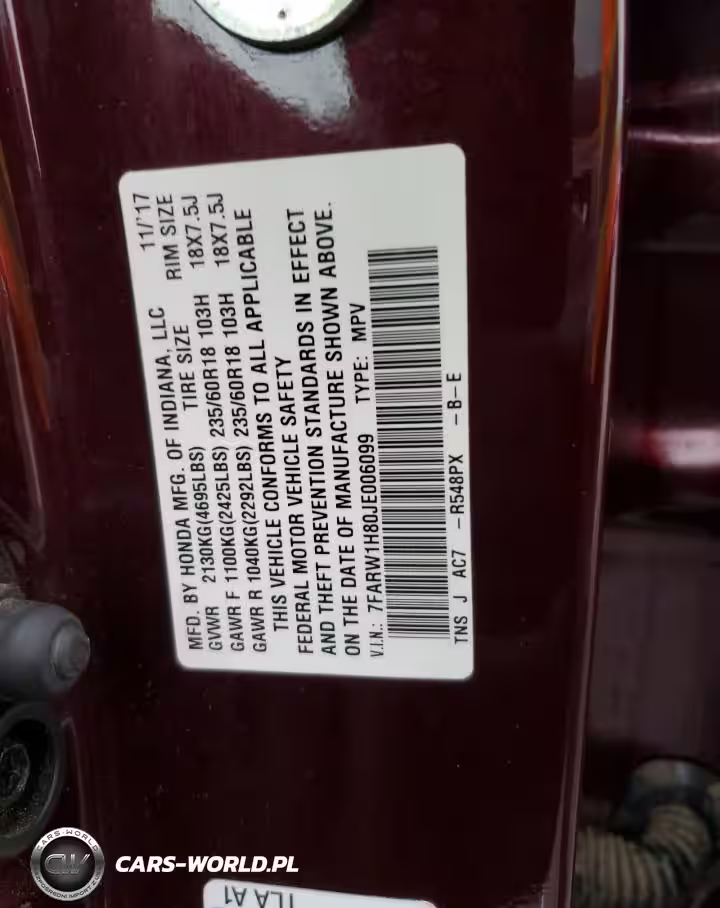 MFD. BY HONDA MFG. OF INDIANA, LLC 11/'17
TIRE SIZE RIM SIZE
GVWR 2130KG(4695LBS)
GAWR F 1100KG(2425LBS) 235/60R18 103H 18X7.5J
GAWR R 1040KG(2292LBS) 235/60R18 103H 18X7.5J
THIS VEHICLE CONFORMS TO ALL APPLICABLE
FEDERAL MOTOR VEHICLE SAFETY
AND THEFT PREVENTION STANDARDS IN EFFECT
ON THE DATE OF MANUFACTURE SHOWN ABOVE.
V.I.N.: 7FARW1H80JE006099 TYPE: MPV
TNS J AC7 -R548PX -B-E
CARS-WORLD
CW
CARS-WORLD.PL